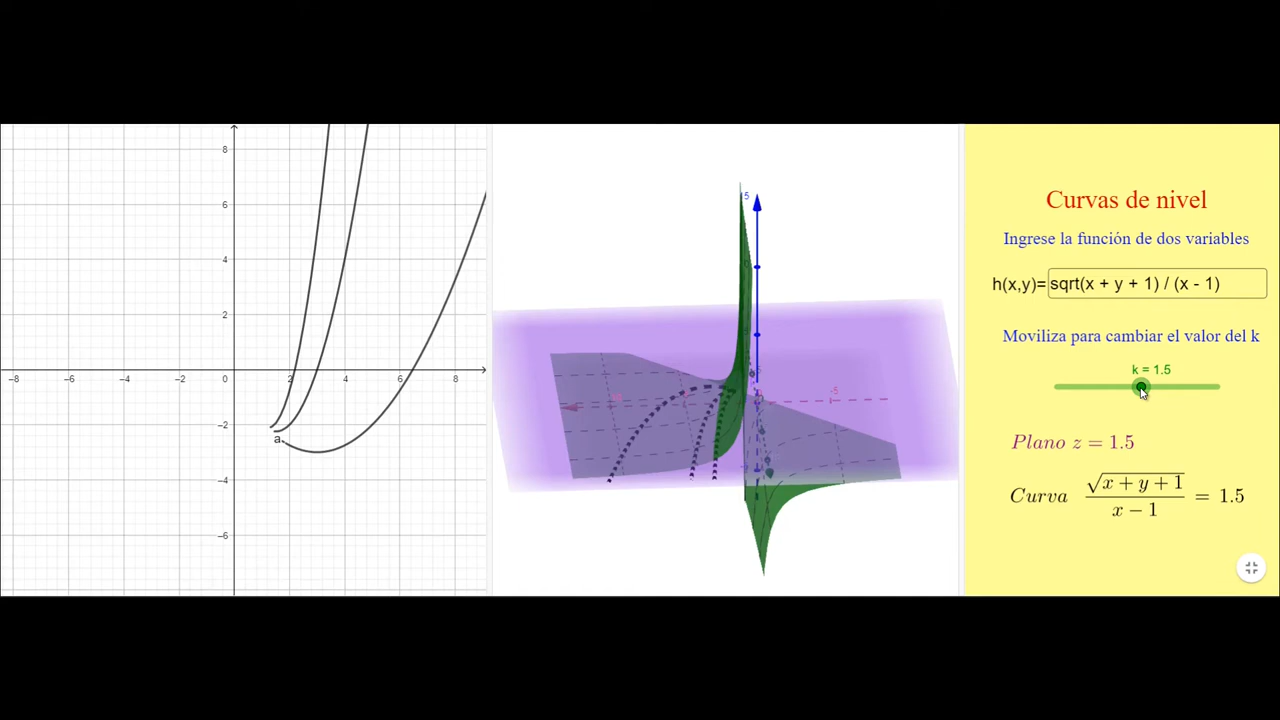 8
6
4
2
−8 −6 −4 −2 0 2 4 6 8
−2
a
−4
−6
5
-5
Curvas de nivel
Ingrese la función de dos variables
h(x,y)= sqrt(x + y + 1) / (x - 1)
Moviliza para cambiar el valor del k
k = 1.5
Plano z = 1.5
Curva √(x + y + 1) / (x − 1) = 1.5